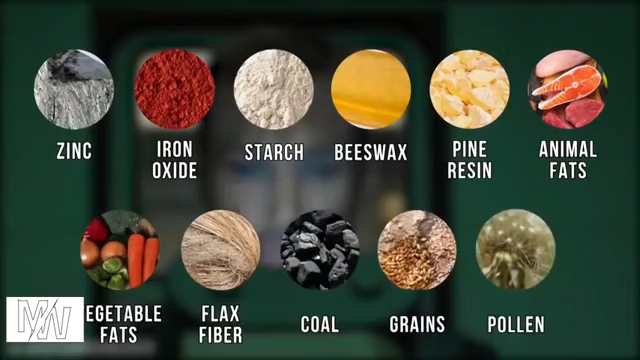 ZINC
IRON
OXIDE
STARCH
BEESWAX
PINE
RESIN
ANIMAL
FATS
EGETABLE
FATS
FLAX
FIBER
COAL
GRAINS
POLLEN